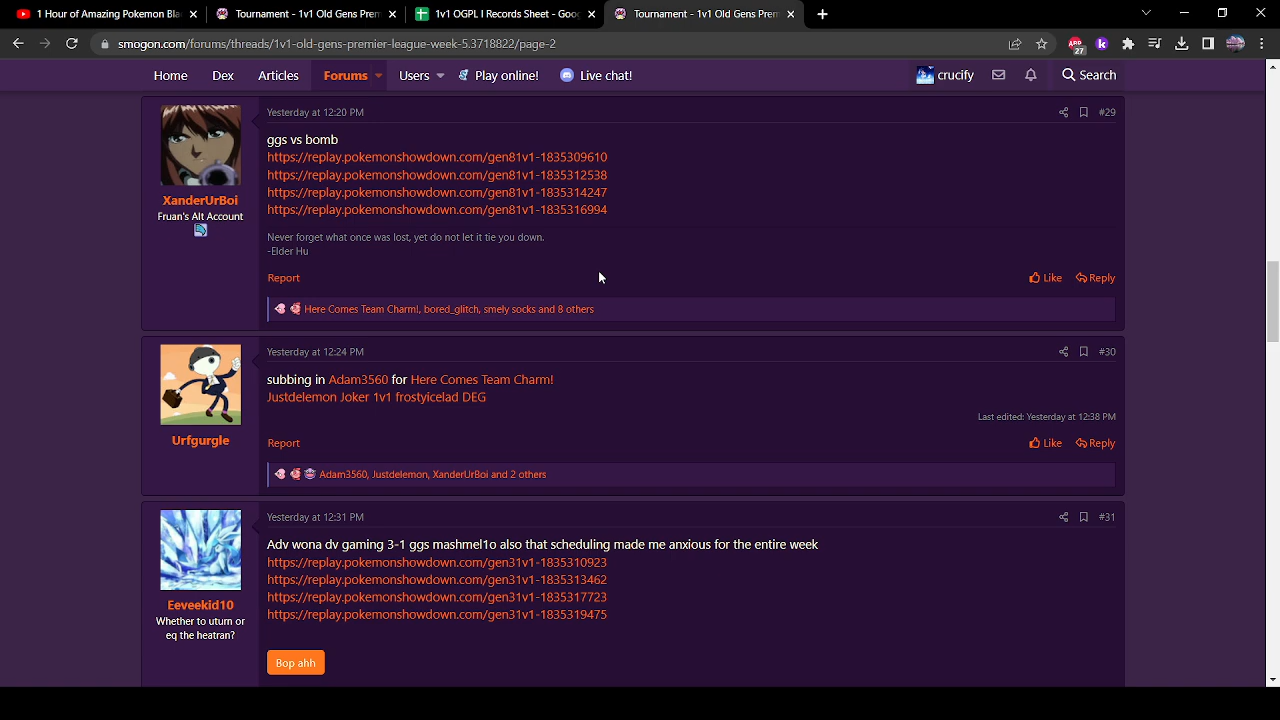 1 Hour of Amazing Pokemon Bla
Tournament - 1v1 Old Gens Prem
1v1 OGPL I Records Sheet - Goog
Tournament - 1v1 Old Gens Prem
smogon.com/forums/threads/1v1-old-gens-premier-league-week-5.3718822/page-2
27
Home Dex Articles Forums Users Play online! Live chat! crucify Search
Yesterday at 12:20 PM #29
ggs vs bomb
https://replay.pokemonshowdown.com/gen81v1-1835309610
https://replay.pokemonshowdown.com/gen81v1-1835312538
https://replay.pokemonshowdown.com/gen81v1-1835314247
https://replay.pokemonshowdown.com/gen81v1-1835316994
XanderUrBoi
Fruan's Alt Account
Never forget what once was lost, yet do not let it tie you down.
-Elder Hu
Report Like Reply
Here Comes Team Charm!, bored_glitch, smely socks and 8 others
Yesterday at 12:24 PM #30
subbing in Adam3560 for Here Comes Team Charm!
Justdelemon Joker 1v1 frostyicelad DEG
Last edited: Yesterday at 12:38 PM
Urfgurgle
Report Like Reply
Adam3560, Justdelemon, XanderUrBoi and 2 others
Yesterday at 12:31 PM #31
Adv wona dv gaming 3-1 ggs mashmel1o also that scheduling made me anxious for the entire week
https://replay.pokemonshowdown.com/gen31v1-1835310923
https://replay.pokemonshowdown.com/gen31v1-1835313462
https://replay.pokemonshowdown.com/gen31v1-1835317723
https://replay.pokemonshowdown.com/gen31v1-1835319475
Eeveekid10
Whether to uturn or
eq the heatran?
Bop ahh